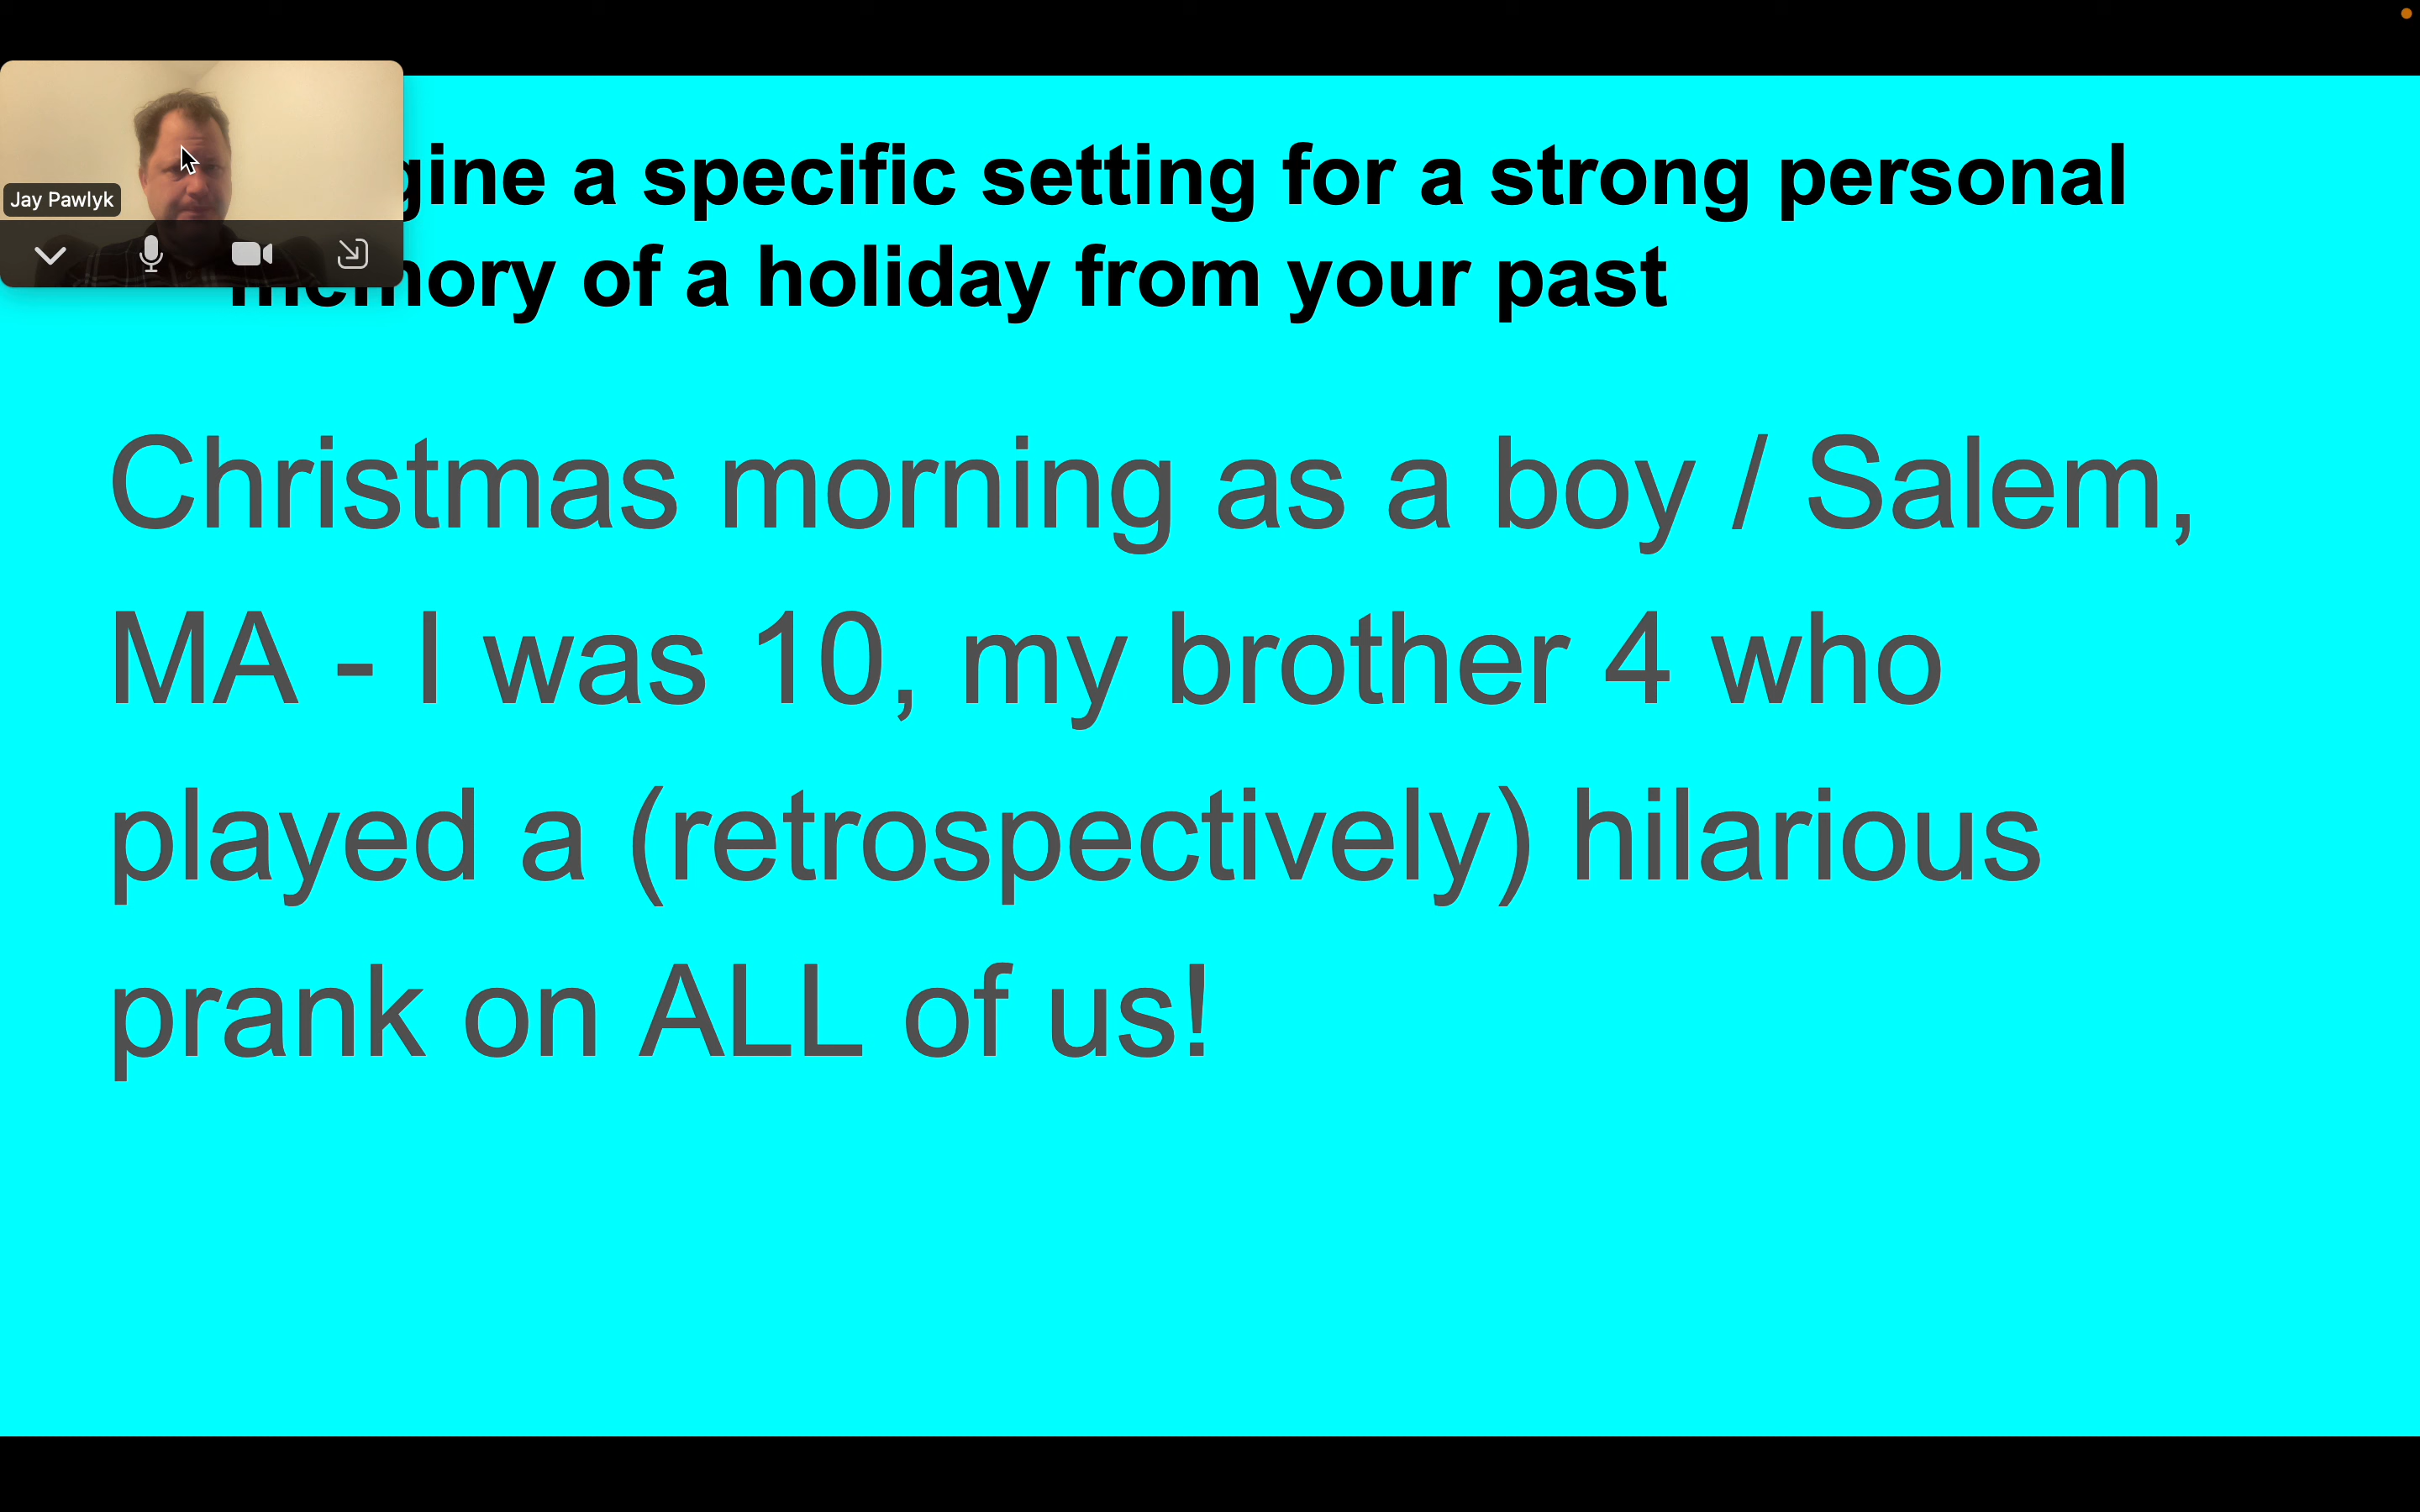 Jay Pawlyk
gine a specific setting for a strong personal
memory of a holiday from your past
Christmas morning as a boy / Salem,
MA - I was 10, my brother 4 who
played a (retrospectively) hilarious
prank on ALL of us!